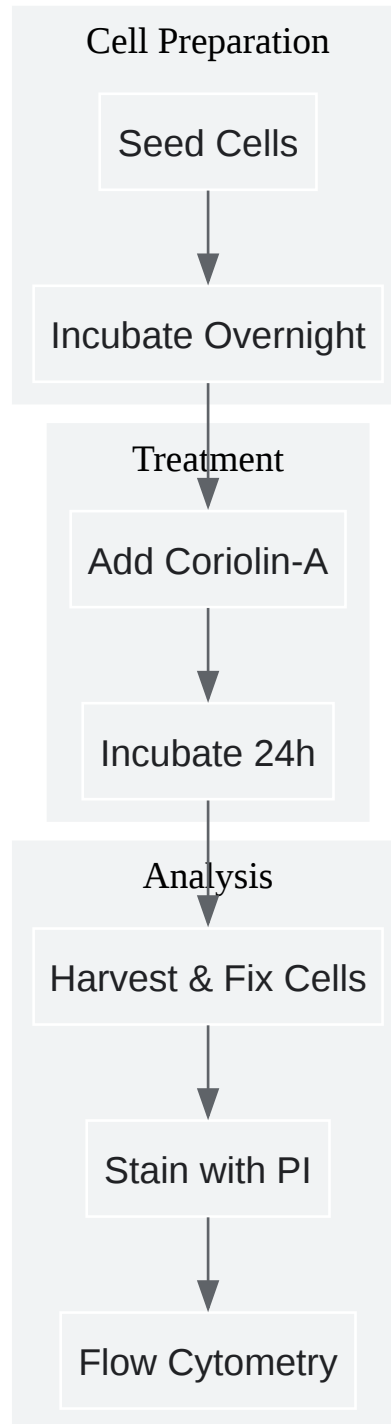 Cell Preparation
Seed Cells
Incubate Overnight
Treatment
Add Coriolin-A
Incubate 24h
Analysis
Harvest & Fix Cells
Stain with PI
Flow Cytometry